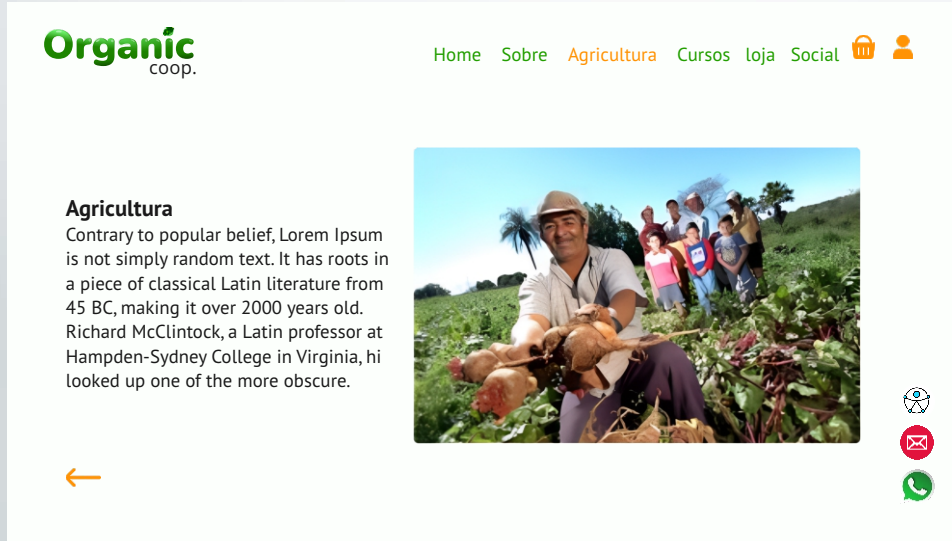 Organic
coop.
Home Sobre Agricultura Cursos loja Social
Agricultura
Contrary to popular belief, Lorem Ipsum
is not simply random text. It has roots in
a piece of classical Latin literature from
45 BC, making it over 2000 years old.
Richard McClintock, a Latin professor at
Hampden-Sydney College in Virginia, hi
looked up one of the more obscure.